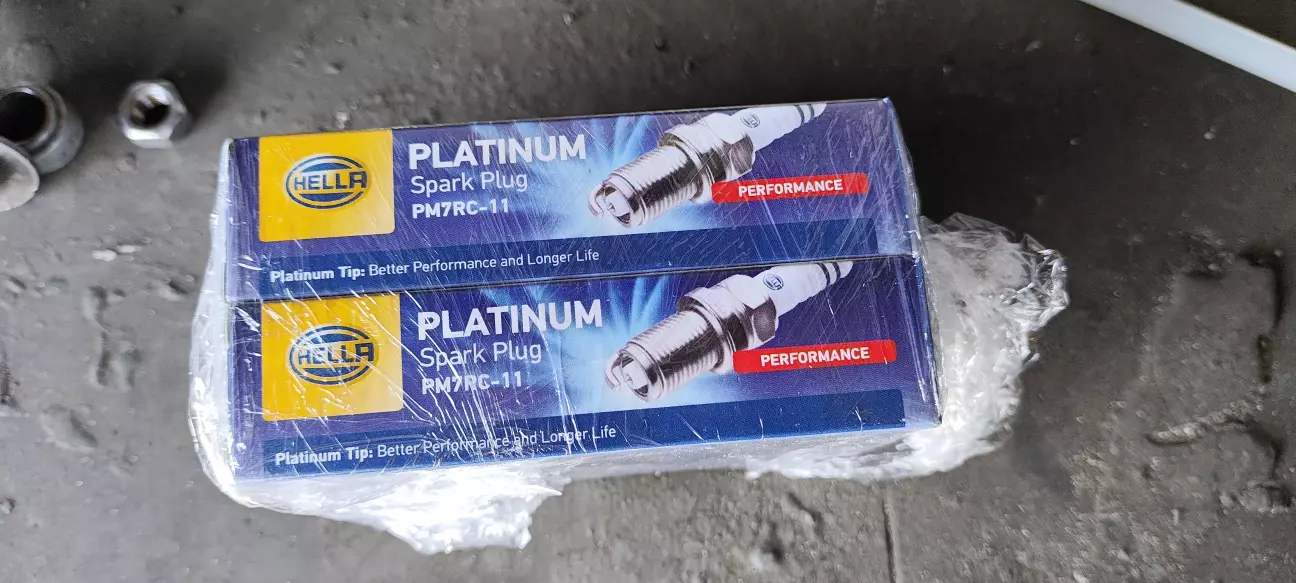 HELLA
PLATINUM
Spark Plug
PM7RC-11
PERFORMANCE
Platinum Tip: Better Performance and Longer Life
HELLA
PLATINUM
Spark Plug
PM7RC-11
PERFORMANCE
Platinum Tip: Better Performance and Longer Life